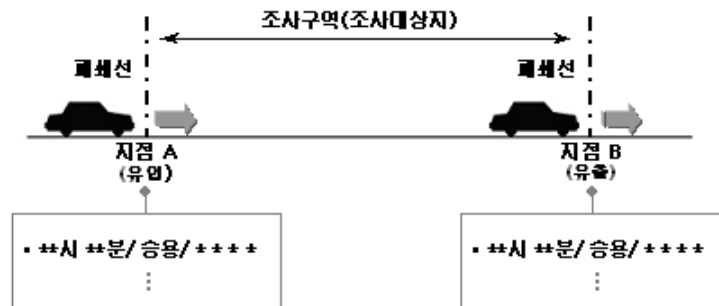 조사구역(조사대상지)
폐쇄선
폐쇄선
지점 A
(유입)
지점 B
(유출)
• **시 **분/승용/****
⋮
• **시 **분/승용/****
⋮